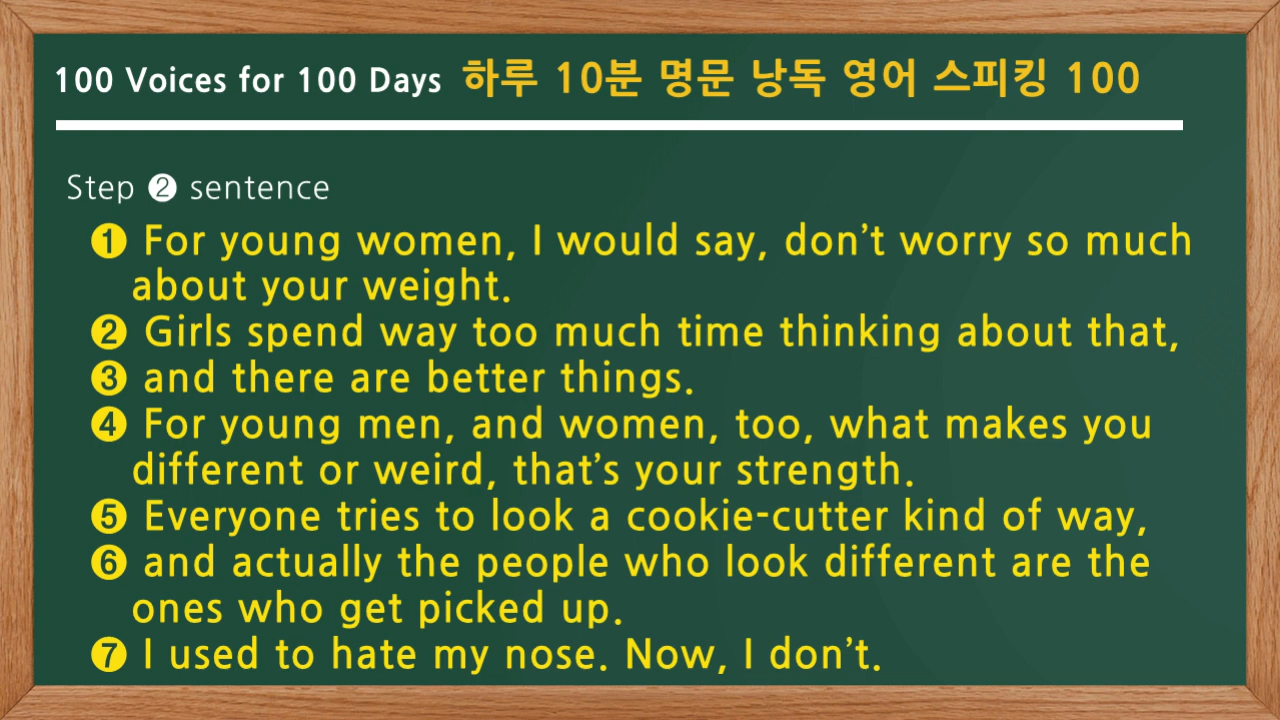 100 Voices for 100 Days 하루 10분 명문 낭독 영어 스피킹 100
Step ❷ sentence
❶ For young women, I would say, don’t worry so much
about your weight.
❷ Girls spend way too much time thinking about that,
❸ and there are better things.
❹ For young men, and women, too, what makes you
different or weird, that’s your strength.
❺ Everyone tries to look a cookie-cutter kind of way,
❻ and actually the people who look different are the
ones who get picked up.
❼ I used to hate my nose. Now, I don’t.